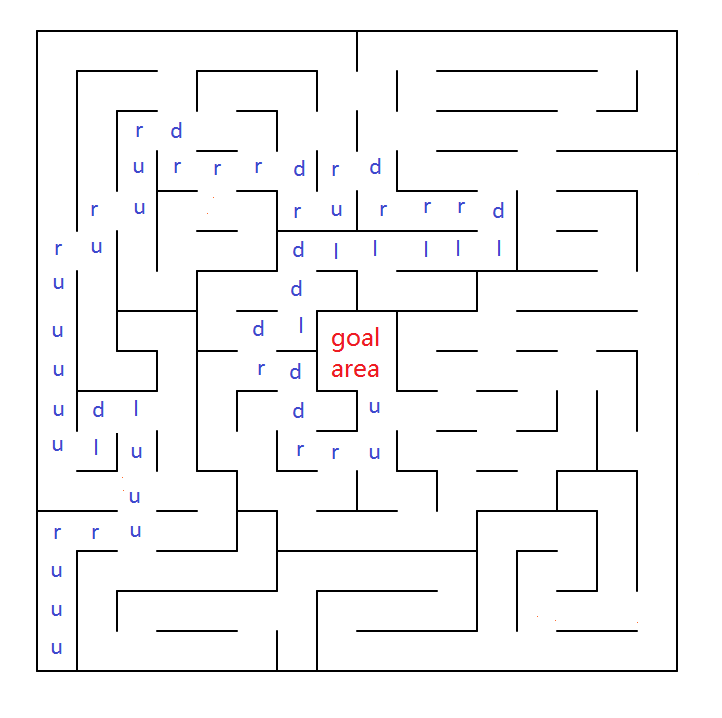 r d
u r r r d r d
r u r u r r r d
r u d l l l l l
u d
u d l goal
u r d area
u d l d u
u l u r r u
u
r r u
u
u
u